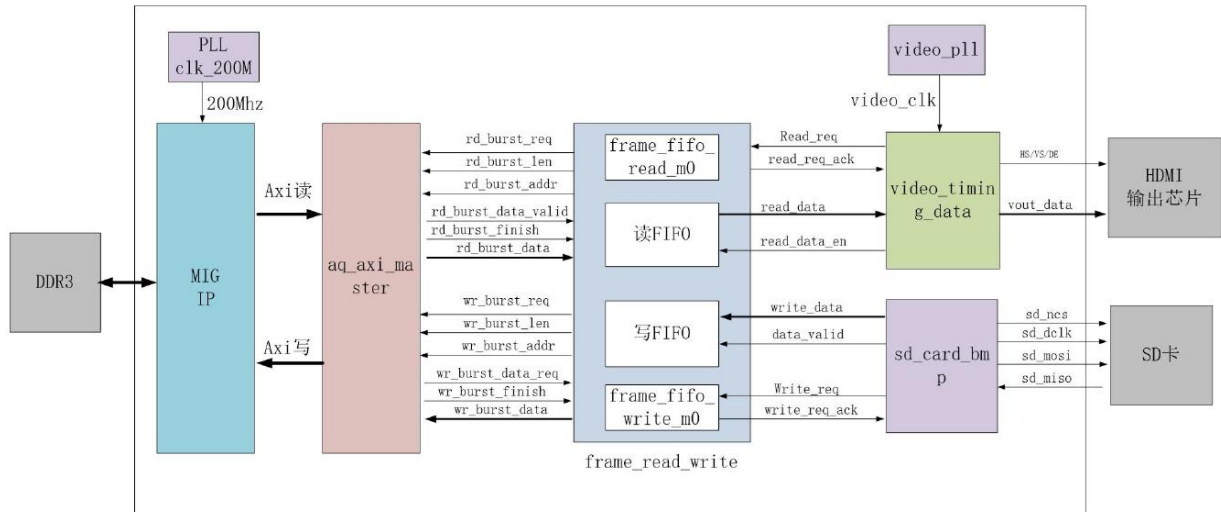 PLL
clk_200M
200Mhz
video_pll
video_clk
DDR3
MIG
IP
Axi读
Axi写
aq_axi_ma
ster
rd_burst_req
rd_burst_len
rd_burst_addr
rd_burst_data_valid
rd_burst_finish
rd_burst_data
wr_burst_req
wr_burst_len
wr_burst_addr
wr_burst_data_req
wr_burst_finish
wr_burst_data
frame_fifo_
read_m0
读FIFO
写FIFO
frame_fifo_
write_m0
frame_read_write
Read_req
read_req_ack
read_data
read_data_en
write_data
data_valid
Write_req
write_req_ack
video_timin
g_data
HS/VS/DE
vout_data
HDMI
输出芯片
sd_card_bm
p
sd_ncs
sd_dclk
sd_mosi
sd_miso
SD卡